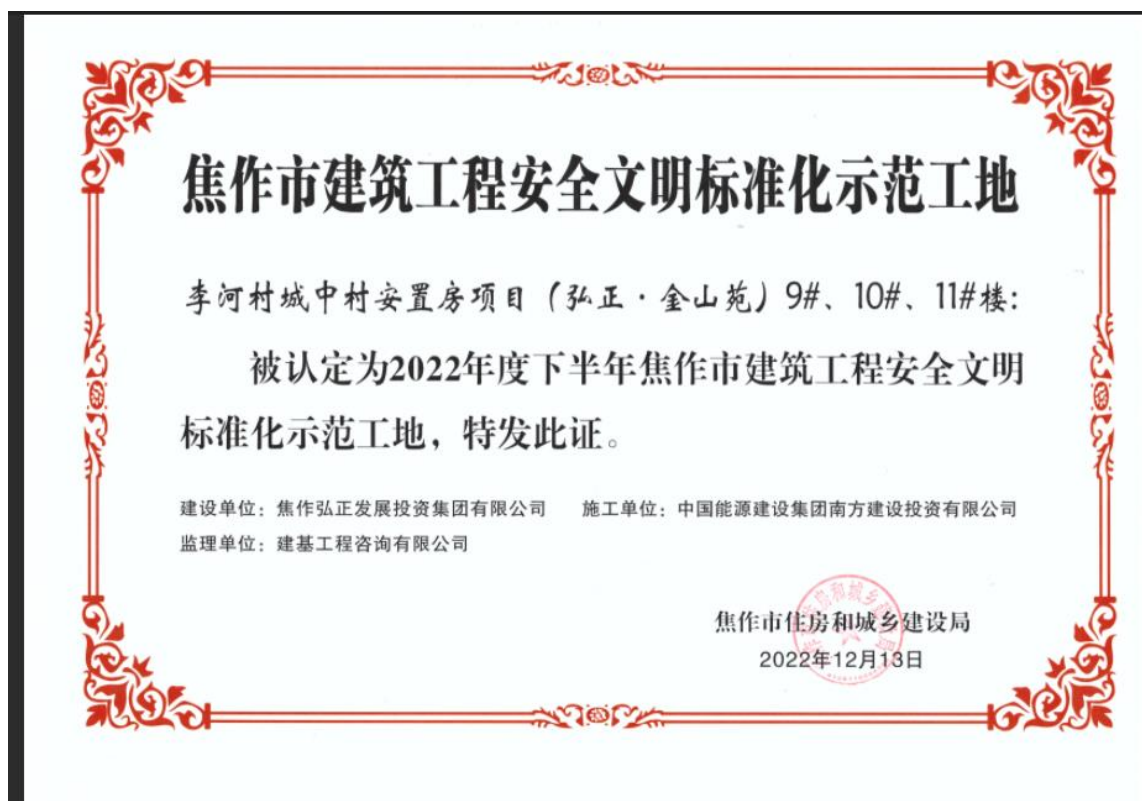 焦作市建筑工程安全文明标准化示范工地
李河村城中村安置房项目（弘正·金山苑）9#、10#、11#楼:
被认定为2022年度下半年焦作市建筑工程安全文明
标准化示范工地，特发此证。
建设单位：焦作弘正发展投资集团有限公司 施工单位：中国能源建设集团南方建设投资有限公司
监理单位：建基工程咨询有限公司
焦作市住房和城乡建设局
2022年12月13日